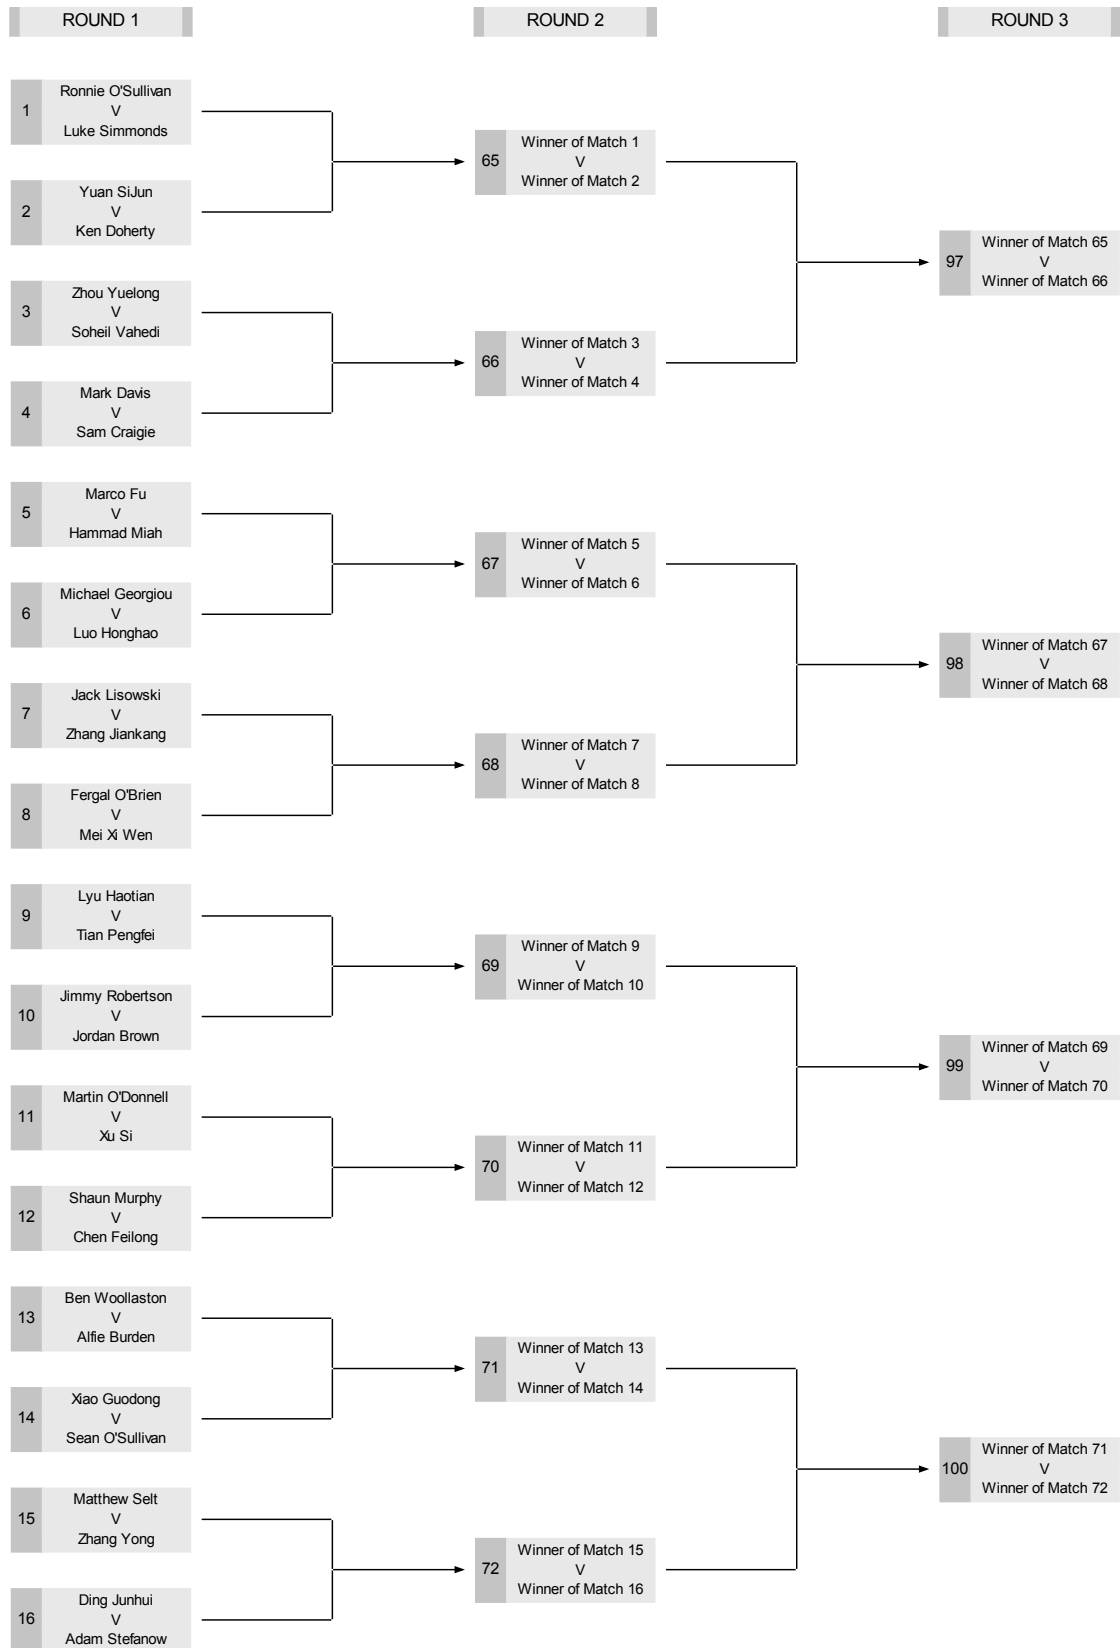 ROUND 1
ROUND 2
ROUND 3
1
Ronnie O'Sullivan
V
Luke Simmonds
2
Yuan SiJun
V
Ken Doherty
3
Zhou Yuelong
V
Soheil Vahedi
4
Mark Davis
V
Sam Craigie
5
Marco Fu
V
Hammad Miah
6
Michael Georgiou
V
Luo Honghao
7
Jack Lisowski
V
Zhang Jiankang
8
Fergal O'Brien
V
Mei Xi Wen
9
Lyu Haotian
V
Tian Pengfei
10
Jimmy Robertson
V
Jordan Brown
11
Martin O'Donnell
V
Xu Si
12
Shaun Murphy
V
Chen Feilong
13
Ben Woollaston
V
Alfie Burden
14
Xiao Guodong
V
Sean O'Sullivan
15
Matthew Selt
V
Zhang Yong
16
Ding Junhui
V
Adam Stefanow
65
Winner of Match 1
V
Winner of Match 2
66
Winner of Match 3
V
Winner of Match 4
67
Winner of Match 5
V
Winner of Match 6
68
Winner of Match 7
V
Winner of Match 8
69
Winner of Match 9
V
Winner of Match 10
70
Winner of Match 11
V
Winner of Match 12
71
Winner of Match 13
V
Winner of Match 14
72
Winner of Match 15
V
Winner of Match 16
97
Winner of Match 65
V
Winner of Match 66
98
Winner of Match 67
V
Winner of Match 68
99
Winner of Match 69
V
Winner of Match 70
100
Winner of Match 71
V
Winner of Match 72